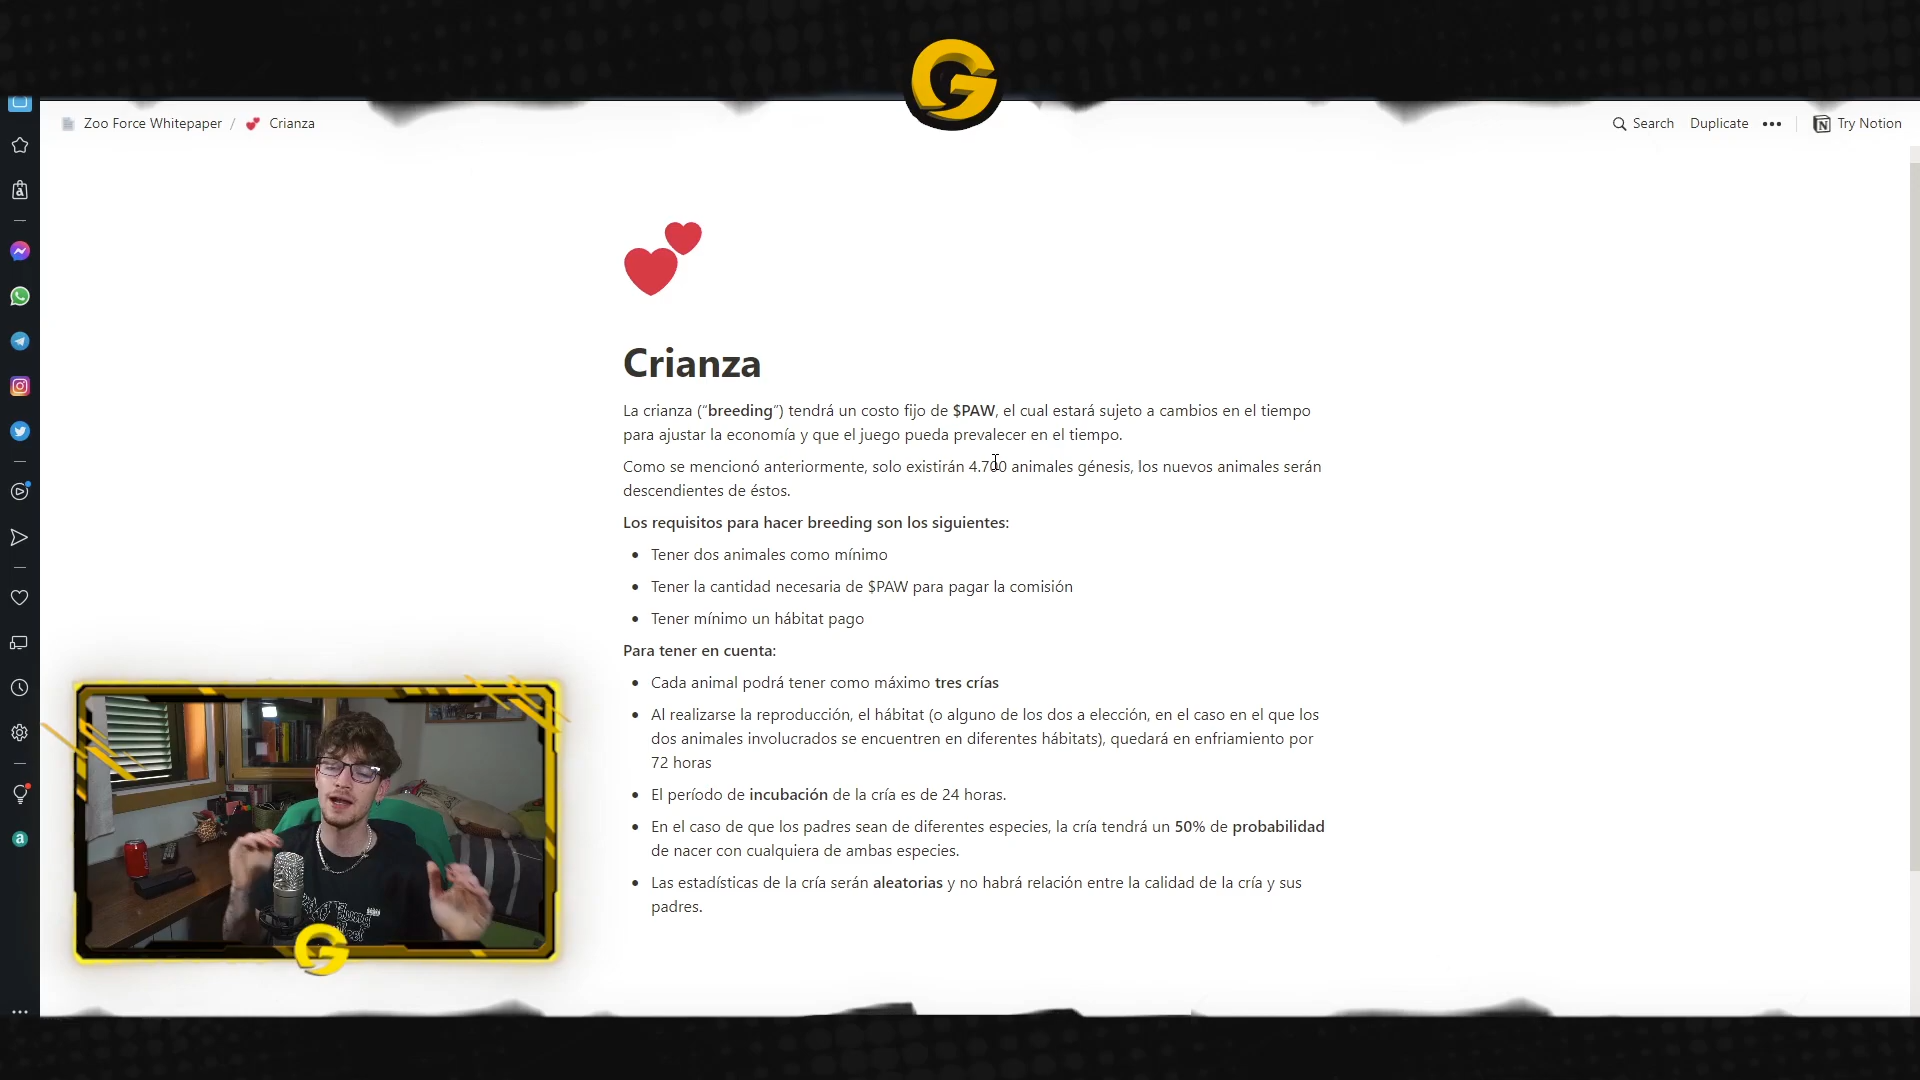 G
Zoo Force Whitepaper / Crianza
Search Duplicate Try Notion
Crianza
La crianza (“breeding”) tendrá un costo fijo de $PAW, el cual estará sujeto a cambios en el tiempo
para ajustar la economía y que el juego pueda prevalecer en el tiempo.
Como se mencionó anteriormente, solo existirán 4.700 animales génesis, los nuevos animales serán
descendientes de éstos.
Los requisitos para hacer breeding son los siguientes:
Tener dos animales como mínimo
Tener la cantidad necesaria de $PAW para pagar la comisión
Tener mínimo un hábitat pago
Para tener en cuenta:
Cada animal podrá tener como máximo tres crías
Al realizarse la reproducción, el hábitat (o alguno de los dos a elección, en el caso en el que los
dos animales involucrados se encuentren en diferentes hábitats), quedará en enfriamiento por
72 horas
El período de incubación de la cría es de 24 horas.
En el caso de que los padres sean de diferentes especies, la cría tendrá un 50% de probabilidad
de nacer con cualquiera de ambas especies.
Las estadísticas de la cría serán aleatorias y no habrá relación entre la calidad de la cría y sus
padres.
G